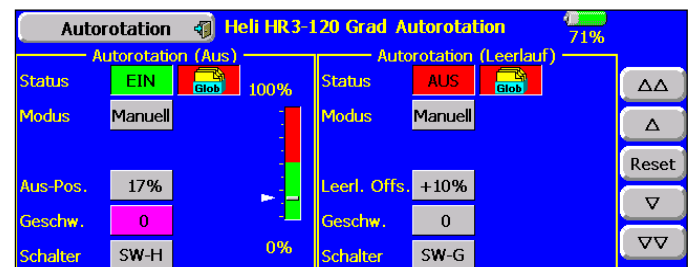 Autorotation Heli HR3-120 Grad Autorotation 71%
Autorotation (Aus) Autorotation (Leerlauf)
Status EIN Glob 100% Status AUS Glob
Modus Manuell Modus Manuell
Reset
Aus-Pos. 17% Leerl. Offs. +10%
Geschw. 0 Geschw. 0
Schalter SW-H 0% Schalter SW-G